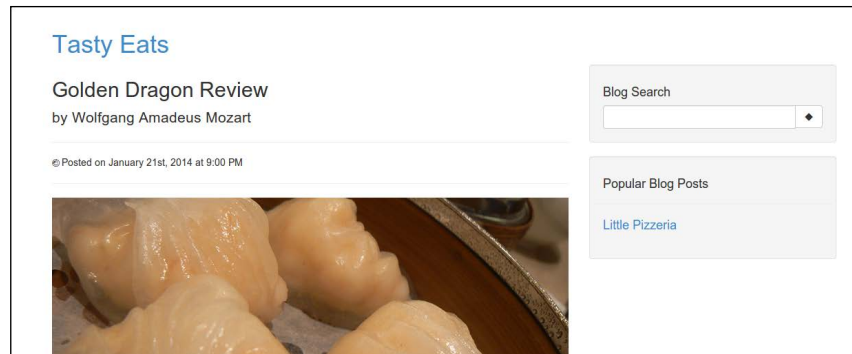 Tasty Eats
Golden Dragon Review
by Wolfgang Amadeus Mozart
Posted on January 21st, 2014 at 9:00 PM
Blog Search
Popular Blog Posts
Little Pizzeria